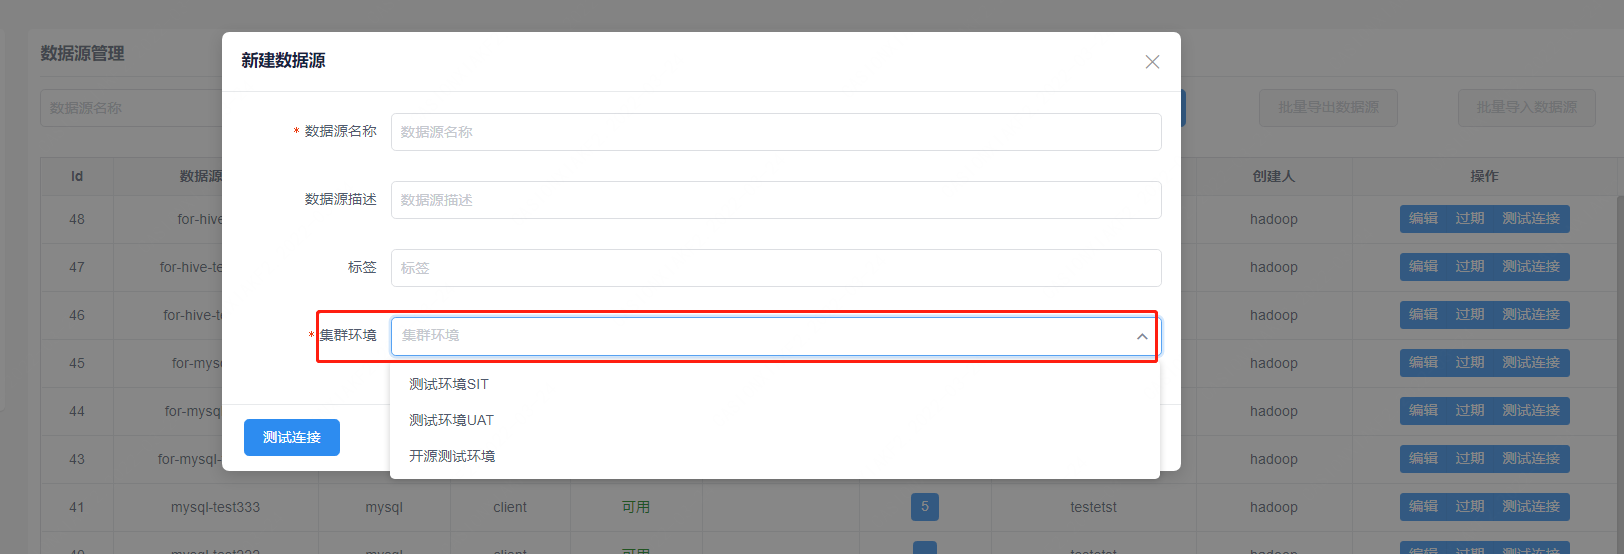 数据源管理
新建数据源
数据源名称
批量导出数据源
批量导入数据源
* 数据源名称
数据源名称
数据源描述
数据源描述
标签
标签
* 集群环境
集群环境
测试环境SIT
测试环境UAT
开源测试环境
测试连接
Id
数据源
创建人
操作
48
for-hive
hadoop
编辑 过期 测试连接
47
for-hive-te
hadoop
编辑 过期 测试连接
46
for-hive-t
hadoop
编辑 过期 测试连接
45
for-mys
hadoop
编辑 过期 测试连接
44
for-mysq
hadoop
编辑 过期 测试连接
43
for-mysql-
hadoop
编辑 过期 测试连接
41 mysql-test333 mysql client 可用 5 testetst hadoop 编辑 过期 测试连接
mysql client 可用 hadoop 编辑 过期 测试连接